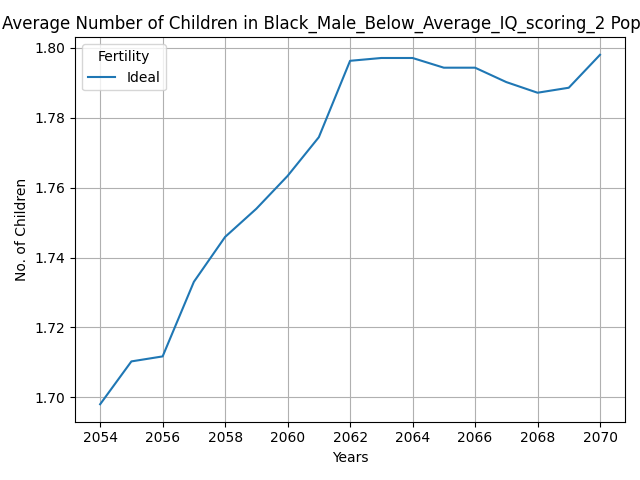 Average Number of Children in Black_Male_Below_Average_IQ_scoring_2 Pop
Fertility
Ideal
1.80
1.78
1.76
1.74
1.72
1.70
No. of Children
2054 2056 2058 2060 2062 2064 2066 2068 2070
Years